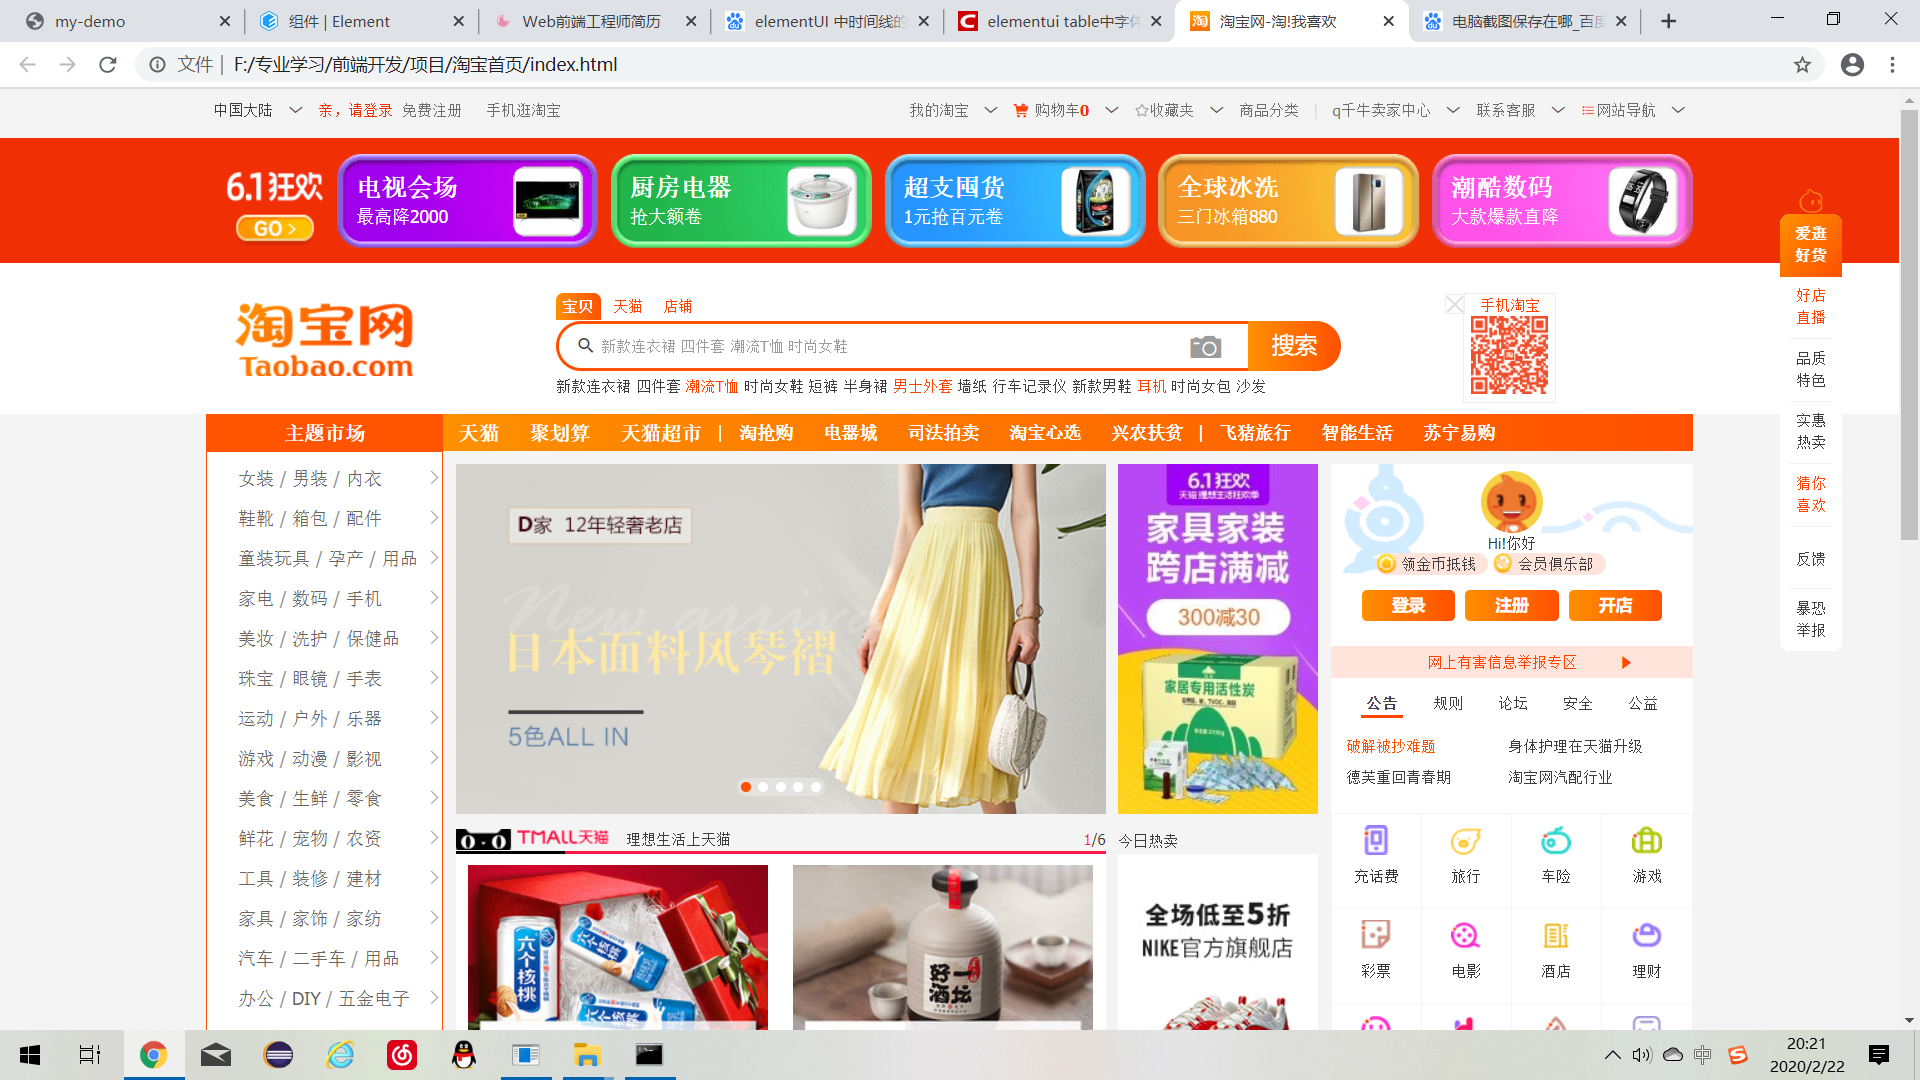 my-demo
组件 | Element
Web前端工程师简历
elementUI 中时间线的
elementui table中字体
淘宝网-淘!我喜欢
电脑截图保存在哪_百度
文件 | F:/专业学习/前端开发/项目/淘宝首页/index.html
中国大陆 亲，请登录 免费注册 手机逛淘宝
我的淘宝 购物车0 收藏夹 商品分类 | q千牛卖家中心 联系客服 网站导航
6.1狂欢
GO >
电视会场
最高降2000
厨房电器
抢大额卷
超支囤货
1元抢百元卷
全球冰洗
三门冰箱880
潮酷数码
大款爆款直降
爱逛
好货
好店
直播
品质
特色
实惠
热卖
猜你
喜欢
反馈
暴恐
举报
淘宝网
Taobao.com
宝贝 天猫 店铺
新款连衣裙 四件套 潮流T恤 时尚女鞋
搜索
新款连衣裙 四件套 潮流T恤 时尚女鞋 短裤 半身裙 男士外套 墙纸 行车记录仪 新款男鞋 耳机 时尚女包 沙发
手机淘宝
主题市场
天猫 聚划算 天猫超市 | 淘抢购 电器城 司法拍卖 淘宝心选 兴农扶贫 | 飞猪旅行 智能生活 苏宁易购
女装 / 男装 / 内衣
鞋靴 / 箱包 / 配件
童装玩具 / 孕产 / 用品
家电 / 数码 / 手机
美妆 / 洗护 / 保健品
珠宝 / 眼镜 / 手表
运动 / 户外 / 乐器
游戏 / 动漫 / 影视
美食 / 生鲜 / 零食
鲜花 / 宠物 / 农资
工具 / 装修 / 建材
家具 / 家饰 / 家纺
汽车 / 二手车 / 用品
办公 / DIY / 五金电子
D家 12年轻奢老店
New arrival
日本面料风琴褶
5色ALL IN
6.1狂欢
天猫理想生活狂欢季
家具家装
跨店满减
300减30
家居专用活性炭
Hi!你好
领金币抵钱 会员俱乐部
登录 注册 开店
网上有害信息举报专区
公告 规则 论坛 安全 公益
破解被抄难题 身体护理在天猫升级
德芙重回青春期 淘宝网汽配行业
充话费 旅行 车险 游戏
彩票 电影 酒店 理财
TMALL天猫 理想生活上天猫 1/6
六个核桃
六个核桃
六个核桃
好一
酒坛
今日热卖
全场低至5折
NIKE官方旗舰店
中
20:21
2020/2/22